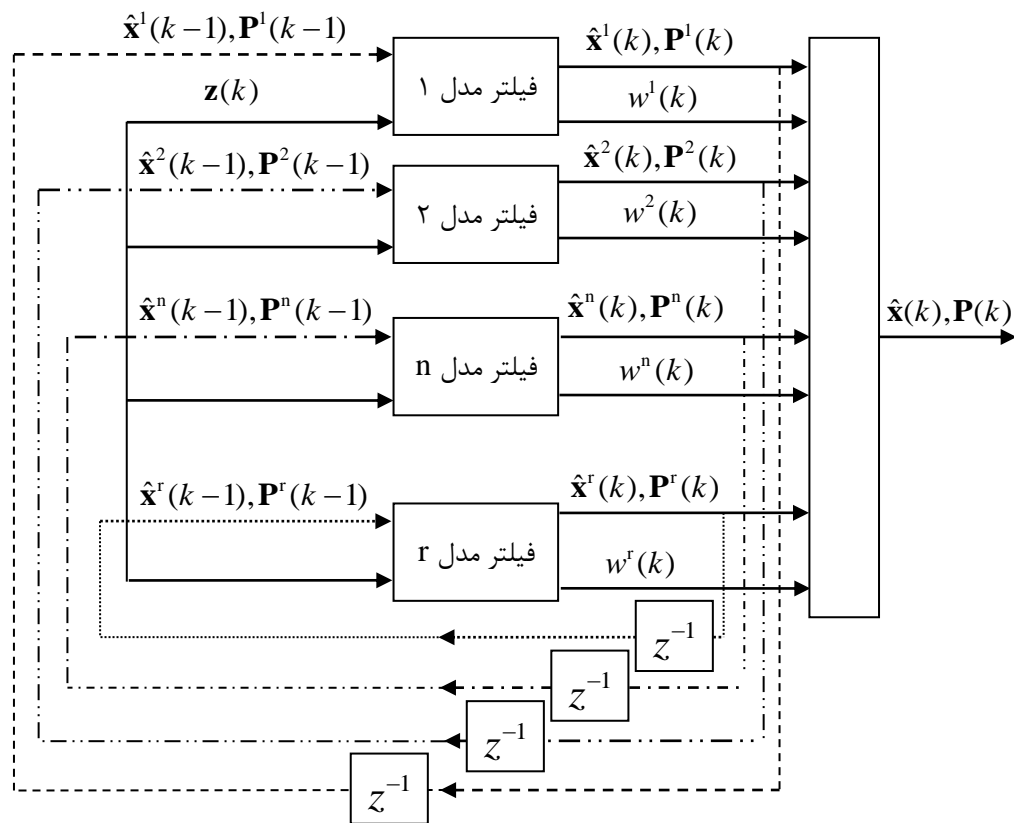 x̂¹(k−1), P¹(k−1)
x̂¹(k), P¹(k)
فیلتر مدل ۱
z(k)
w¹(k)
x̂²(k−1), P²(k−1)
x̂²(k), P²(k)
فیلتر مدل ۲
w²(k)
x̂ⁿ(k−1), Pⁿ(k−1)
x̂ⁿ(k), Pⁿ(k)
x̂(k), P(k)
فیلتر مدل n
wⁿ(k)
x̂ʳ(k−1), Pʳ(k−1)
x̂ʳ(k), Pʳ(k)
فیلتر مدل r
wʳ(k)
z⁻¹
z⁻¹
z⁻¹
z⁻¹